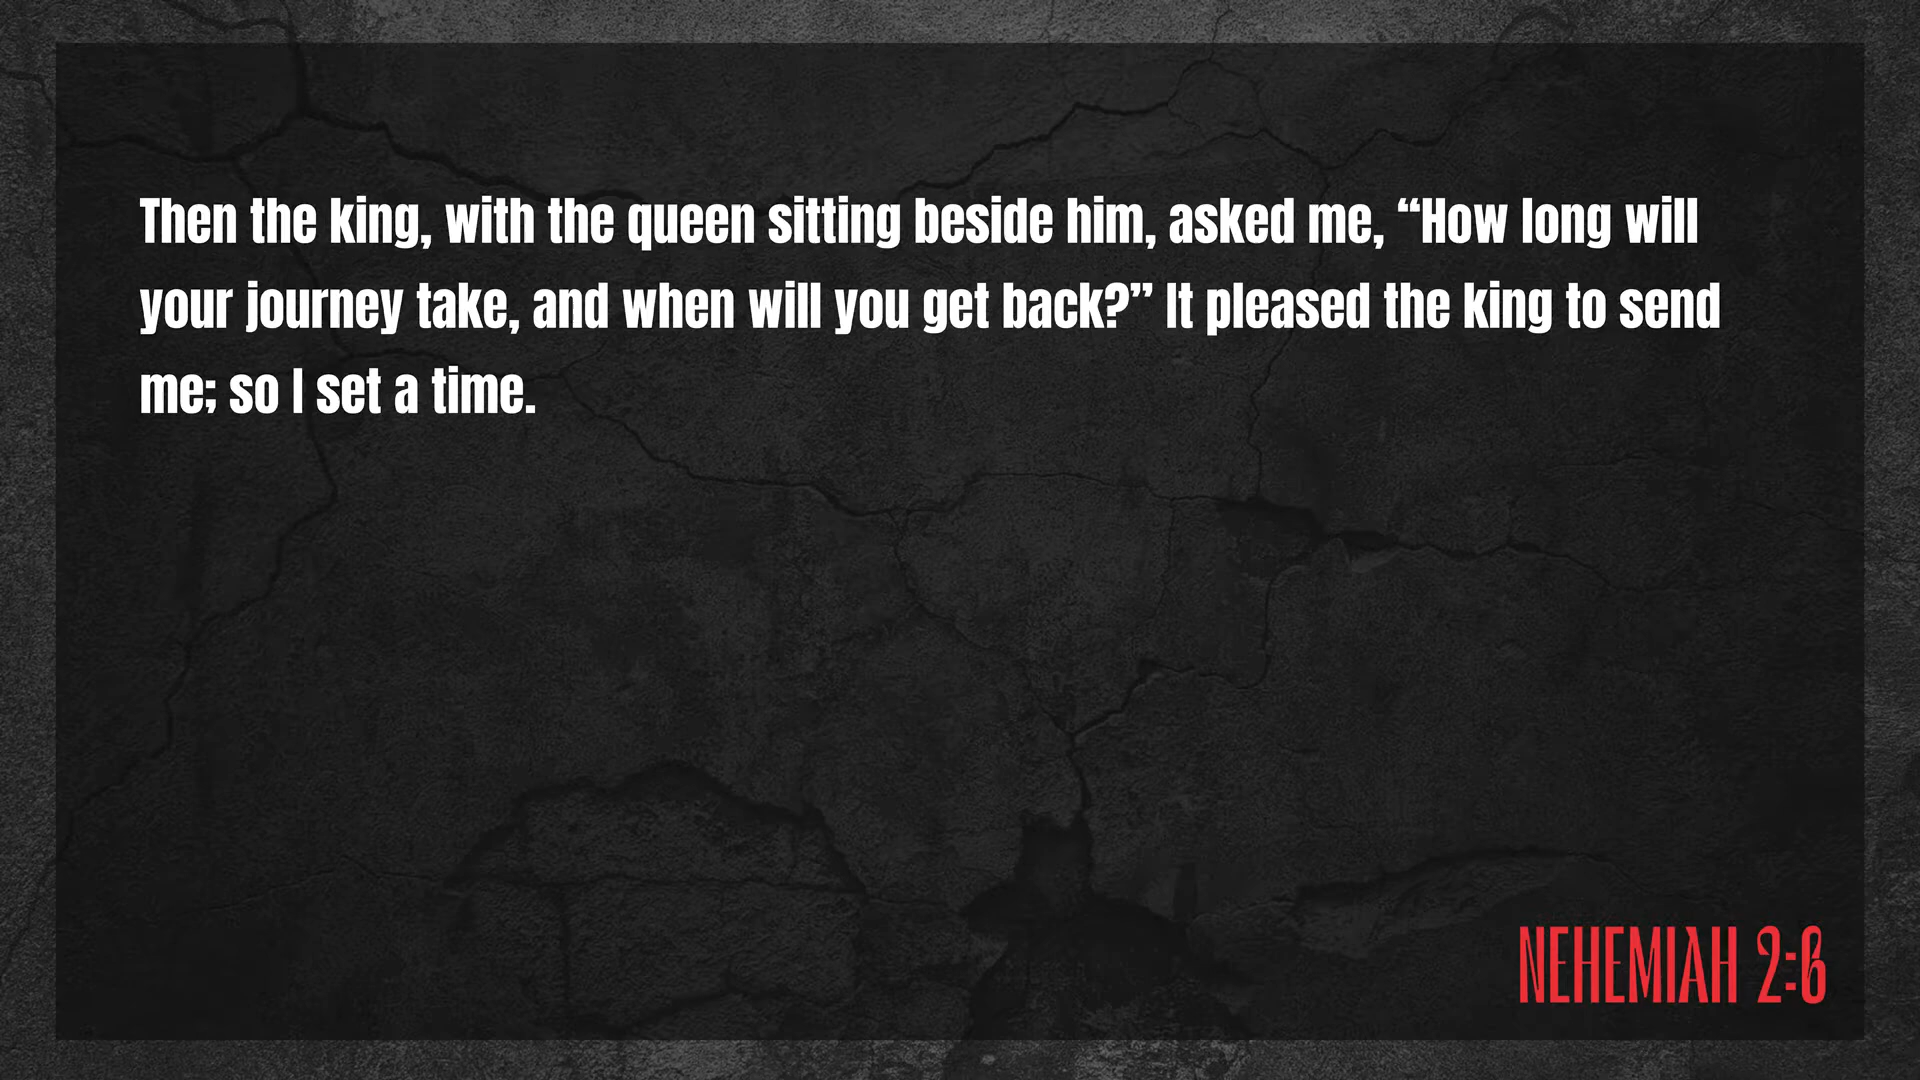 Then the king, with the queen sitting beside him, asked me, “How long will
your journey take, and when will you get back?” It pleased the king to send
me; so I set a time.
NEHEMIAH 2:6